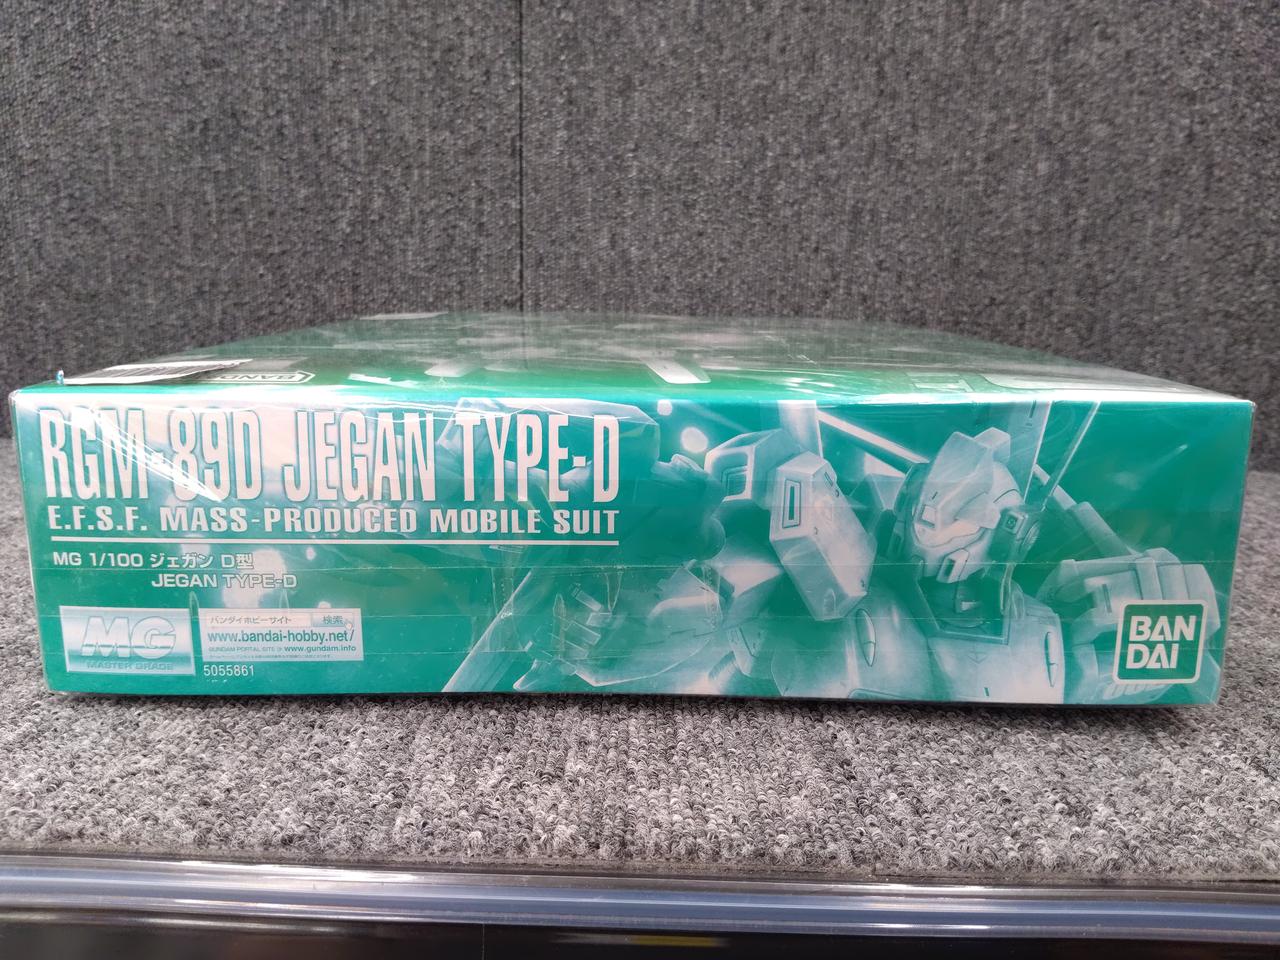 BANDAI
RGM-89D JEGAN TYPE-D
E.F.S.F. MASS-PRODUCED MOBILE SUIT
MG 1/100 ジェガン D型
JEGAN TYPE-D
MG
MASTER GRADE
バンダイホビーサイト 検索
www.bandai-hobby.net/
GUNDAM PORTAL SITE www.gundam.info
5055861
BAN
DAI